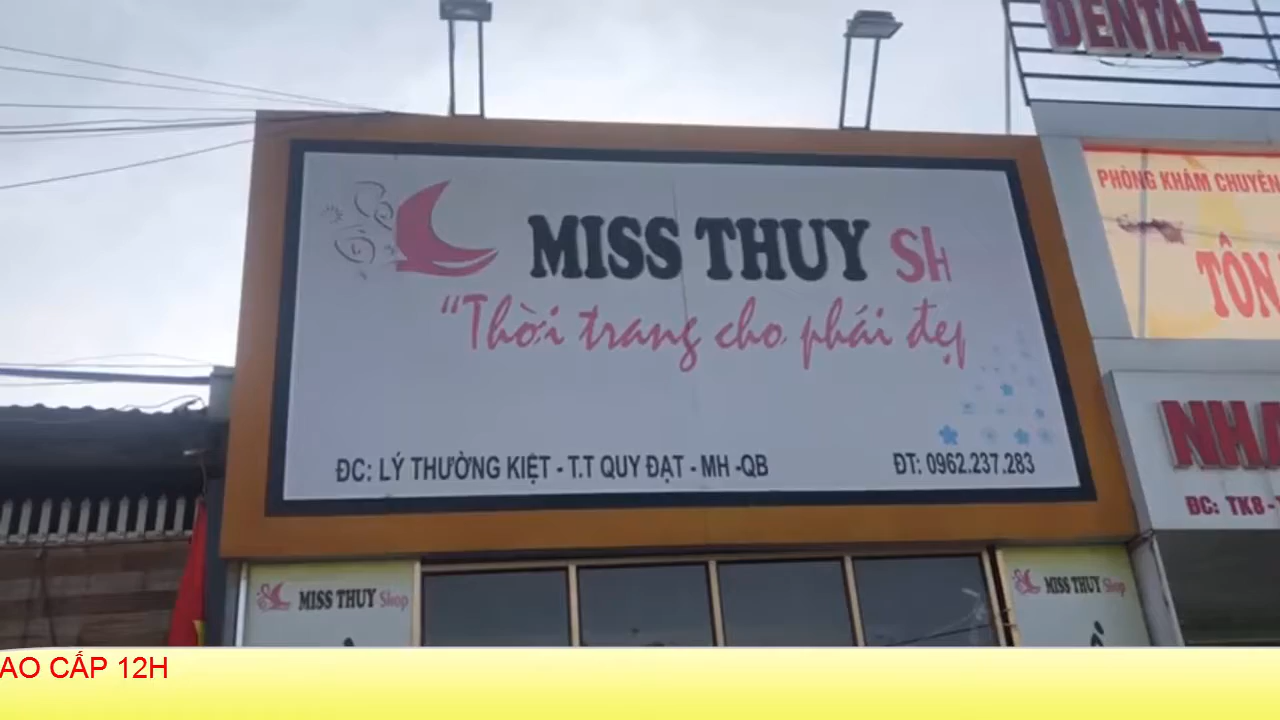 DENTAL
PHÒNG KHÁM CHUYÊN
TÔN
MISS THUY Sh
"Thời trang cho phái đẹp
ĐC: LÝ THƯỜNG KIỆT - T.T QUY ĐẠT - MH -QB
ĐT: 0962.237.283
NHA
ĐC: TK8 -
MISS THUY Shop
MISS THUY Shop
AO CẤP 12H